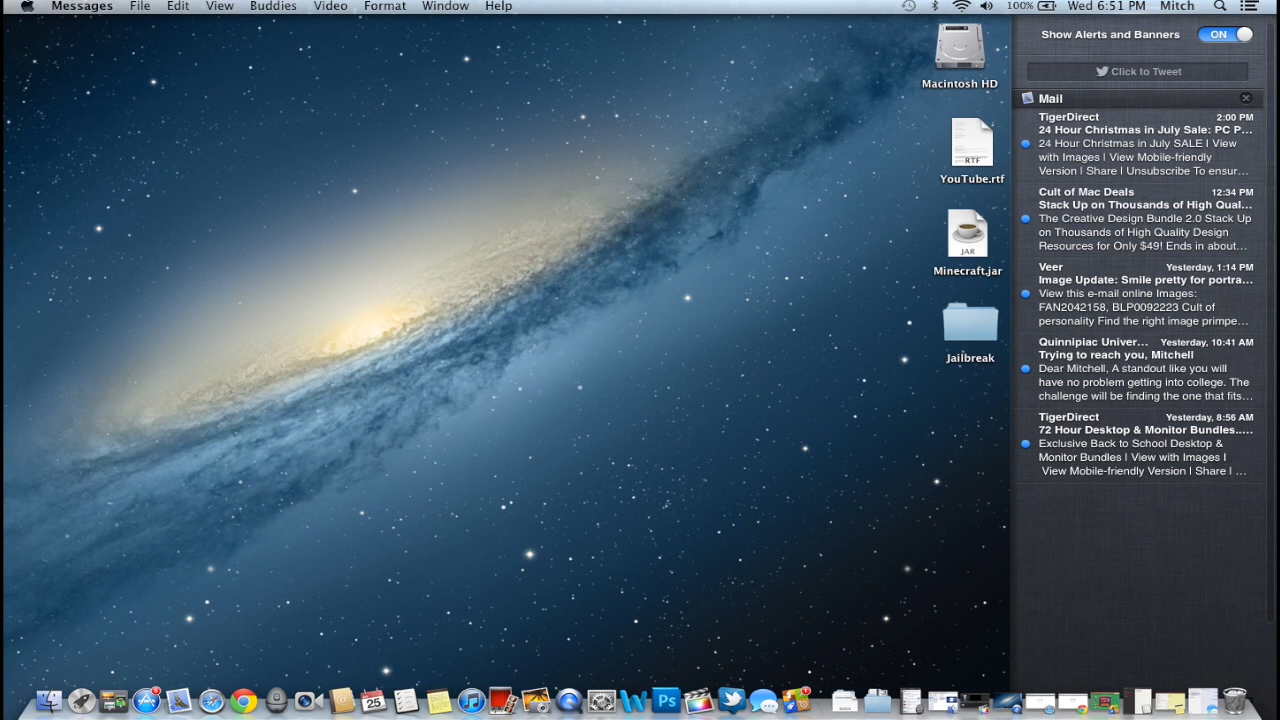 Messages File Edit View Buddies Video Format Window Help 100% Wed 6:51 PM Mitch
Macintosh HD
RTF
YouTube.rtf
JAR
Minecraft.jar
Jailbreak
Show Alerts and Banners ON
Click to Tweet
Mail
TigerDirect 2:00 PM
24 Hour Christmas in July Sale: PC P...
24 Hour Christmas in July SALE | View
with Images | View Mobile-friendly
Version | Share | Unsubscribe To ensur...
Cult of Mac Deals 12:34 PM
Stack Up on Thousands of High Qual...
The Creative Design Bundle 2.0 Stack Up
on Thousands of High Quality Design
Resources for Only $49! Ends in about...
Veer Yesterday, 1:14 PM
Image Update: Smile pretty for portra...
View this e-mail online Images:
FAN2042158, BLP0092223 Cult of
personality Find the right image primpe...
Quinnipiac Univer... Yesterday, 10:41 AM
Trying to reach you, Mitchell
Dear Mitchell, A standout like you will
have no problem getting into college. The
challenge will be finding the one that fits...
TigerDirect Yesterday, 8:56 AM
72 Hour Desktop & Monitor Bundles....
Exclusive Back to School Desktop &
Monitor Bundles | View with Images |
View Mobile-friendly Version | Share | ...
25
Ps